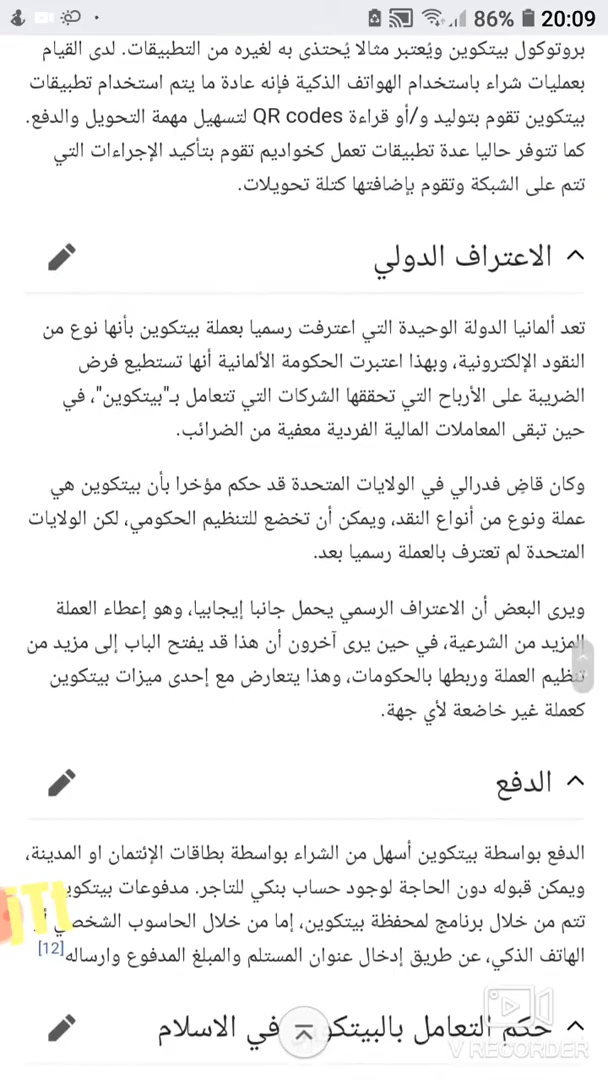 86% 20:09
بروتوكول بيتكوين ويُعتبر مثالا يُحتذى به لغيره من التطبيقات. لدى القيام
بعمليات شراء باستخدام الهواتف الذكية فإنه عادة ما يتم استخدام تطبيقات
بيتكوين تقوم بتوليد و/أو قراءة QR codes لتسهيل مهمة التحويل والدفع.
كما تتوفر حاليا عدة تطبيقات تعمل كخواديم تقوم بتأكيد الإجراءات التي
تتم على الشبكة وتقوم بإضافتها كتلة تحويلات.
الاعتراف الدولي
تعد ألمانيا الدولة الوحيدة التي اعترفت رسميا بعملة بيتكوين بأنها نوع من
النقود الإلكترونية، وبهذا اعتبرت الحكومة الألمانية أنها تستطيع فرض
الضريبة على الأرباح التي تحققها الشركات التي تتعامل بـ"بيتكوين"، في
حين تبقى المعاملات المالية الفردية معفية من الضرائب.
وكان قاضٍ فدرالي في الولايات المتحدة قد حكم مؤخرا بأن بيتكوين هي
عملة ونوع من أنواع النقد، ويمكن أن تخضع للتنظيم الحكومي، لكن الولايات
المتحدة لم تعترف بالعملة رسميا بعد.
ويرى البعض أن الاعتراف الرسمي يحمل جانبا إيجابيا، وهو إعطاء العملة
المزيد من الشرعية، في حين يرى آخرون أن هذا قد يفتح الباب إلى مزيد من
تنظيم العملة وربطها بالحكومات، وهذا يتعارض مع إحدى ميزات بيتكوين
كعملة غير خاضعة لأي جهة.
الدفع
الدفع بواسطة بيتكوين أسهل من الشراء بواسطة بطاقات الإئتمان او المدينة،
ويمكن قبوله دون الحاجة لوجود حساب بنكي للتاجر. مدفوعات بيتكوين
تتم من خلال برنامج لمحفظة بيتكوين، إما من خلال الحاسوب الشخصي أو
الهاتف الذكي، عن طريق إدخال عنوان المستلم والمبلغ المدفوع وارساله[12]
حكم التعامل بالبيتكوين في الاسلام
V RECORDER